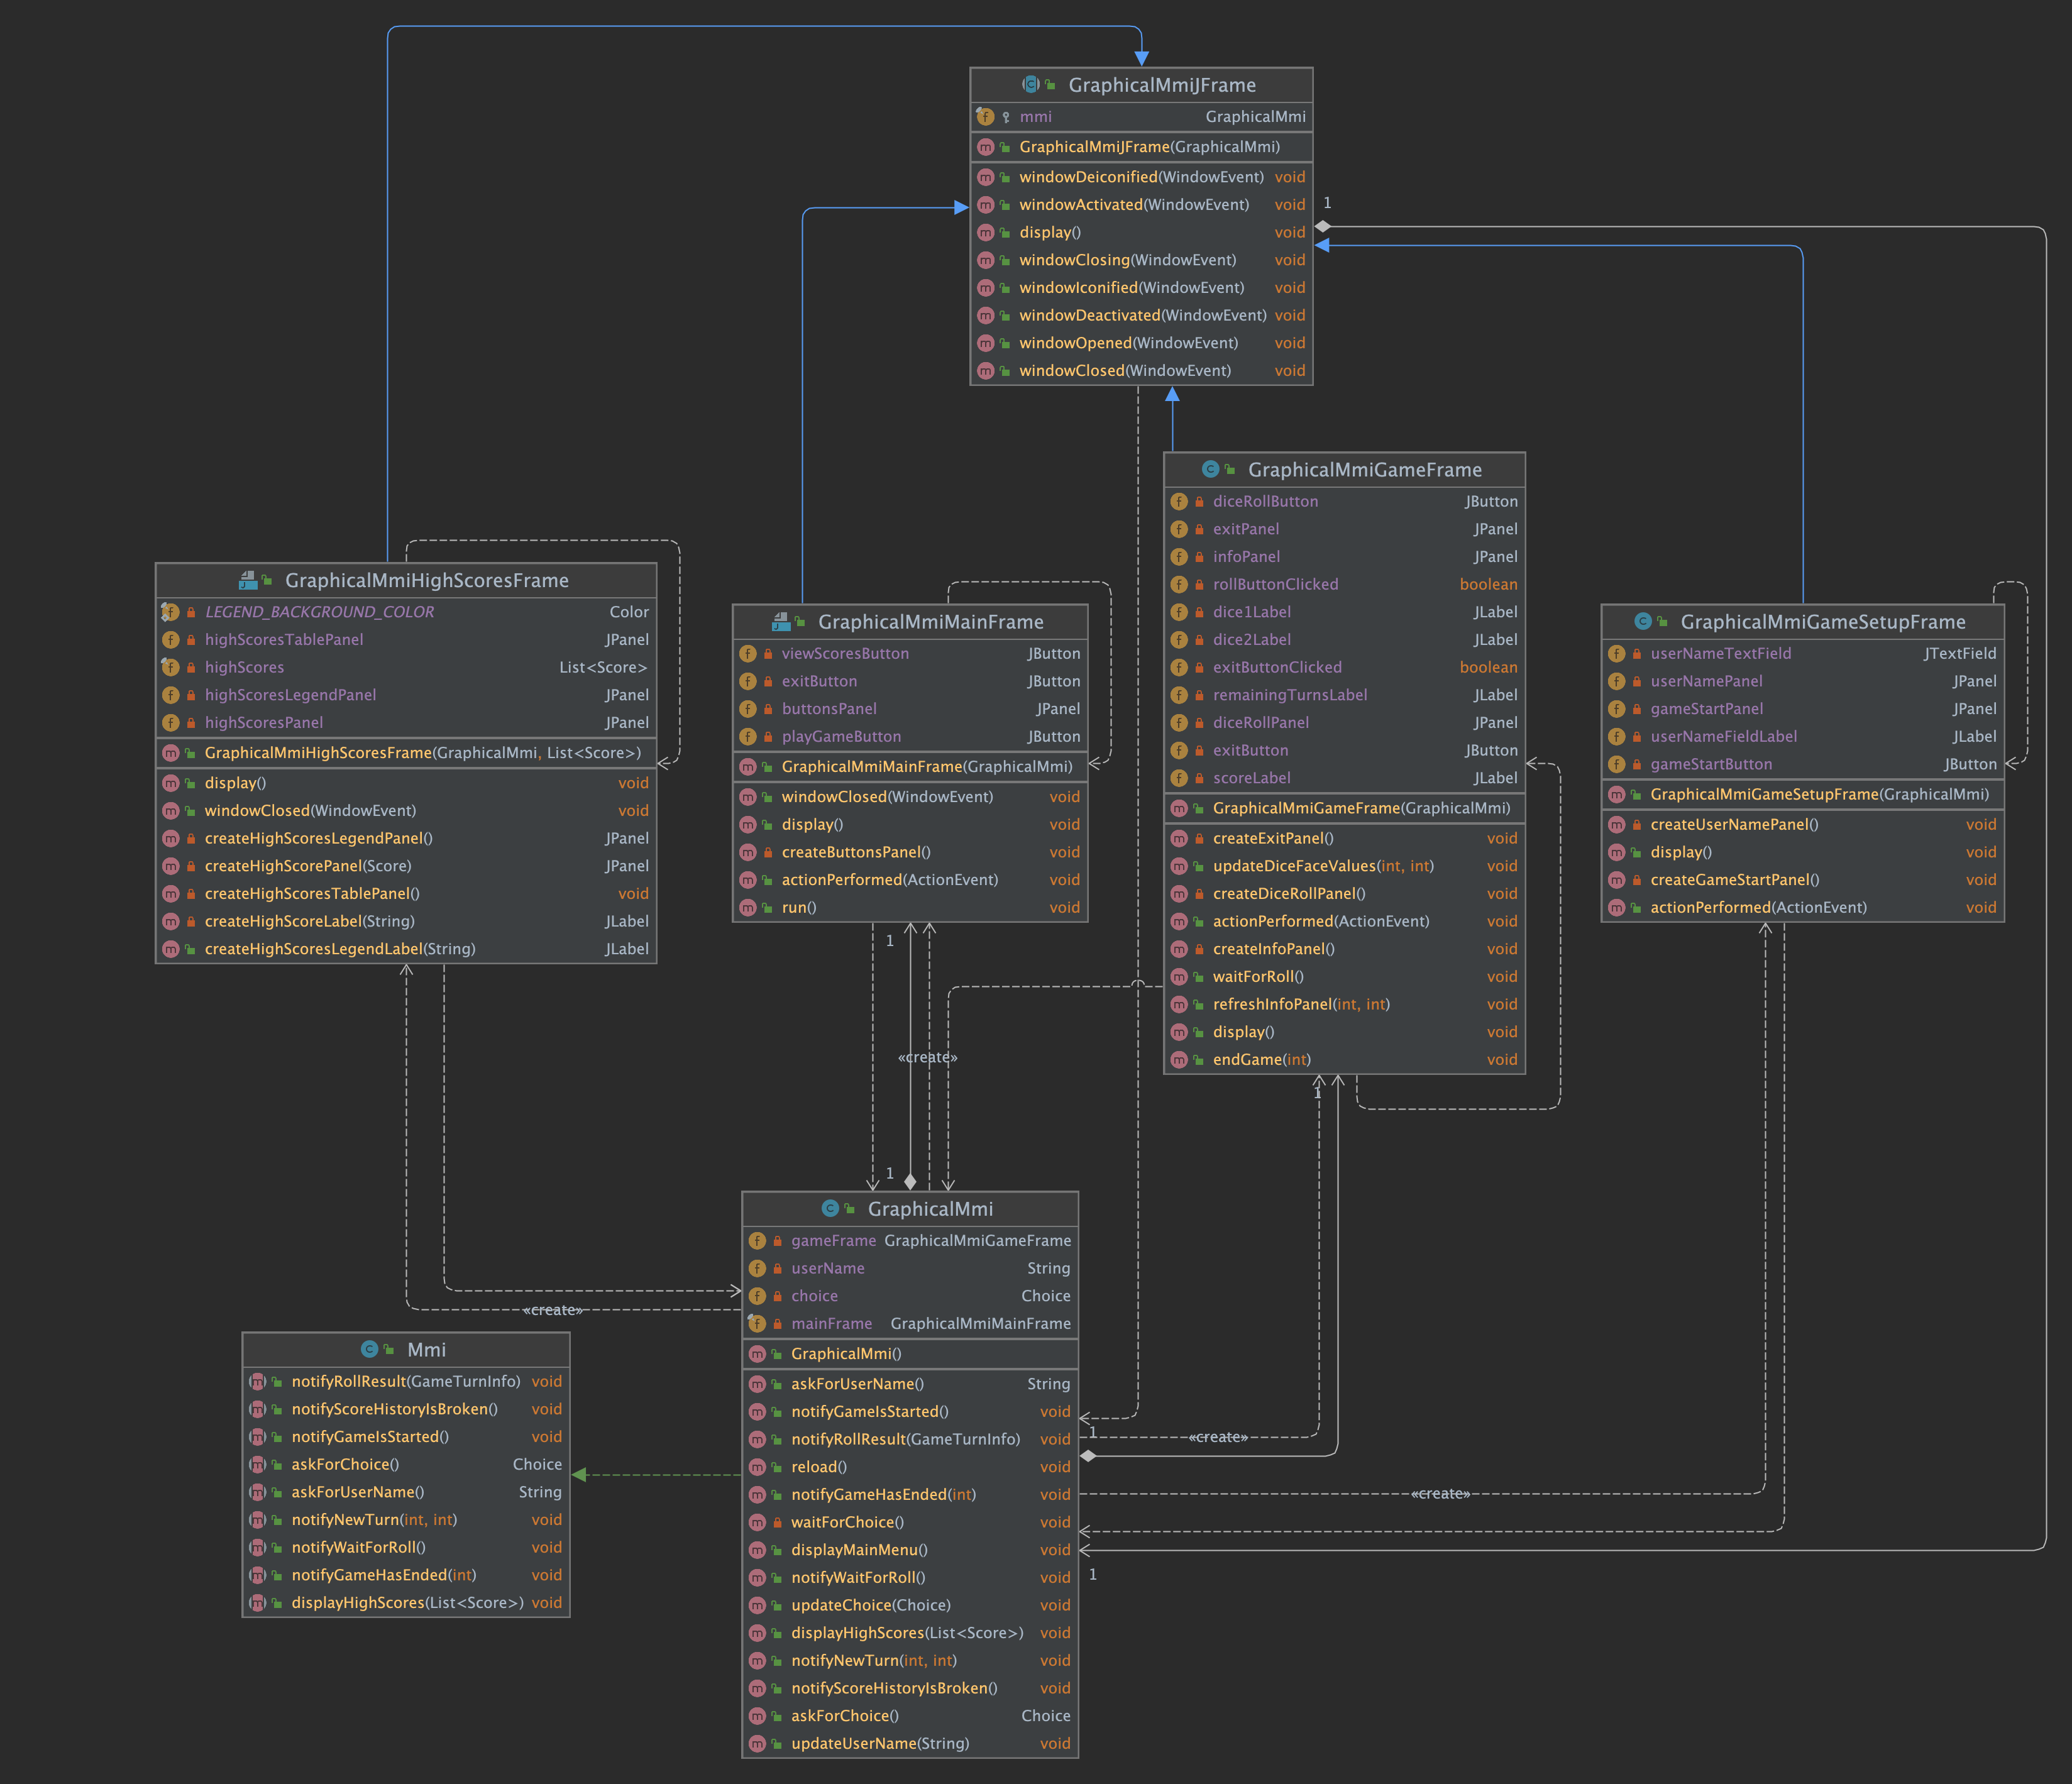 GraphicalMmiJFrame
mmi GraphicalMmi
GraphicalMmiJFrame(GraphicalMmi)
windowDeiconified(WindowEvent) void
windowActivated(WindowEvent) void
display() void
windowClosing(WindowEvent) void
windowIconified(WindowEvent) void
windowDeactivated(WindowEvent) void
windowOpened(WindowEvent) void
windowClosed(WindowEvent) void
1
GraphicalMmiGameFrame
diceRollButton JButton
exitPanel JPanel
infoPanel JPanel
rollButtonClicked boolean
dice1Label JLabel
dice2Label JLabel
exitButtonClicked boolean
remainingTurnsLabel JLabel
diceRollPanel JPanel
exitButton JButton
scoreLabel JLabel
GraphicalMmiGameFrame(GraphicalMmi)
createExitPanel() void
updateDiceFaceValues(int, int) void
createDiceRollPanel() void
actionPerformed(ActionEvent) void
createInfoPanel() void
waitForRoll() void
refreshInfoPanel(int, int) void
display() void
endGame(int) void
1
GraphicalMmiHighScoresFrame
LEGEND_BACKGROUND_COLOR Color
highScoresTablePanel JPanel
highScores List<Score>
highScoresLegendPanel JPanel
highScoresPanel JPanel
GraphicalMmiHighScoresFrame(GraphicalMmi, List<Score>)
display() void
windowClosed(WindowEvent) void
createHighScoresLegendPanel() JPanel
createHighScorePanel(Score) JPanel
createHighScoresTablePanel() void
createHighScoreLabel(String) JLabel
createHighScoresLegendLabel(String) JLabel
GraphicalMmiMainFrame
viewScoresButton JButton
exitButton JButton
buttonsPanel JPanel
playGameButton JButton
GraphicalMmiMainFrame(GraphicalMmi)
windowClosed(WindowEvent) void
display() void
createButtonsPanel() void
actionPerformed(ActionEvent) void
run() void
1
«create»
1
GraphicalMmiGameSetupFrame
userNameTextField JTextField
userNamePanel JPanel
gameStartPanel JPanel
userNameFieldLabel JLabel
gameStartButton JButton
GraphicalMmiGameSetupFrame(GraphicalMmi)
createUserNamePanel() void
display() void
createGameStartPanel() void
actionPerformed(ActionEvent) void
GraphicalMmi
gameFrame GraphicalMmiGameFrame
userName String
choice Choice
mainFrame GraphicalMmiMainFrame
GraphicalMmi()
askForUserName() String
notifyGameIsStarted() void
notifyRollResult(GameTurnInfo) void
reload() void
notifyGameHasEnded(int) void
waitForChoice() void
displayMainMenu() void
notifyWaitForRoll() void
updateChoice(Choice) void
displayHighScores(List<Score>) void
notifyNewTurn(int, int) void
notifyScoreHistoryIsBroken() void
askForChoice() Choice
updateUserName(String) void
«create»
1
«create»
«create»
1
Mmi
notifyRollResult(GameTurnInfo) void
notifyScoreHistoryIsBroken() void
notifyGameIsStarted() void
askForChoice() Choice
askForUserName() String
notifyNewTurn(int, int) void
notifyWaitForRoll() void
notifyGameHasEnded(int) void
displayHighScores(List<Score>) void